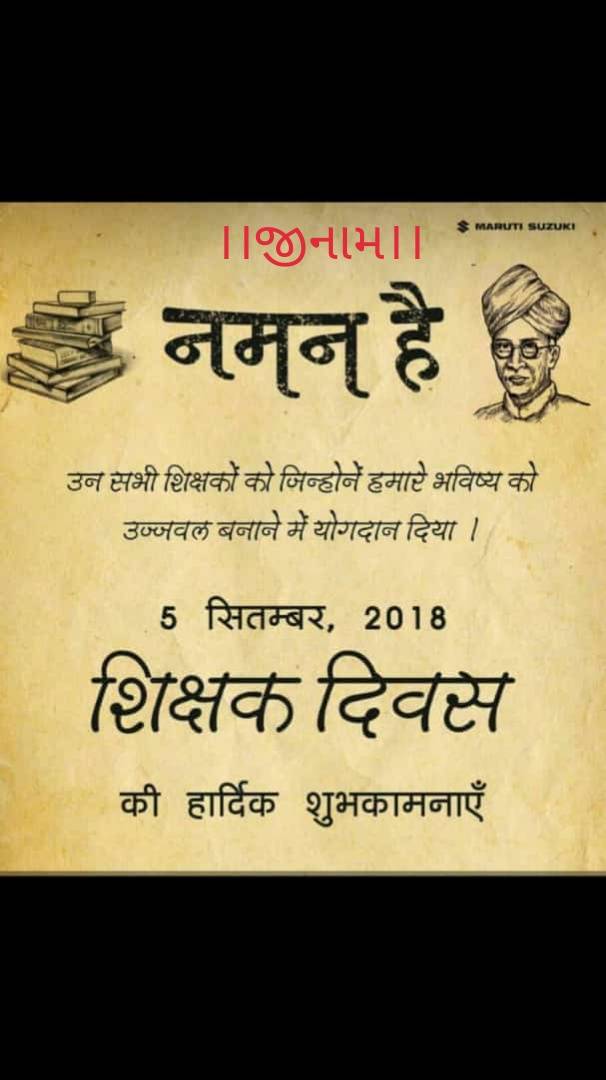 MARUTI SUZUKI
।।જીનામ।।
नमन है
उन सभी शिक्षकों को जिन्होनें हमारे भविष्य को
उज्जवल बनाने में योगदान दिया ।
5 सितम्बर, 2018
शिक्षक दिवस
की हार्दिक शुभकामनाएँ